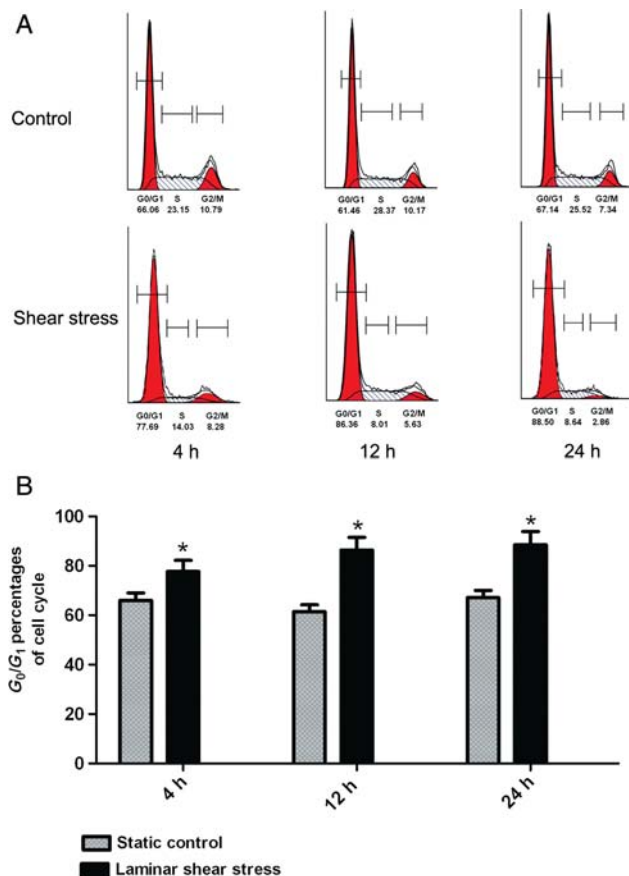 A
Control
G0/G1 S G2/M
66.06 23.15 10.79
G0/G1 S G2/M
61.46 28.37 10.17
G0/G1 S G2/M
67.14 25.52 7.34
Shear stress
G0/G1 S G2/M
77.69 14.03 8.28
G0/G1 S G2/M
86.36 8.01 5.63
G0/G1 S G2/M
88.50 8.64 2.86
4 h 12 h 24 h
B
G₀/G₁ percentages
of cell cycle
100
80
60
40
20
0
* * *
4 h 12 h 24 h
Static control
Laminar shear stress